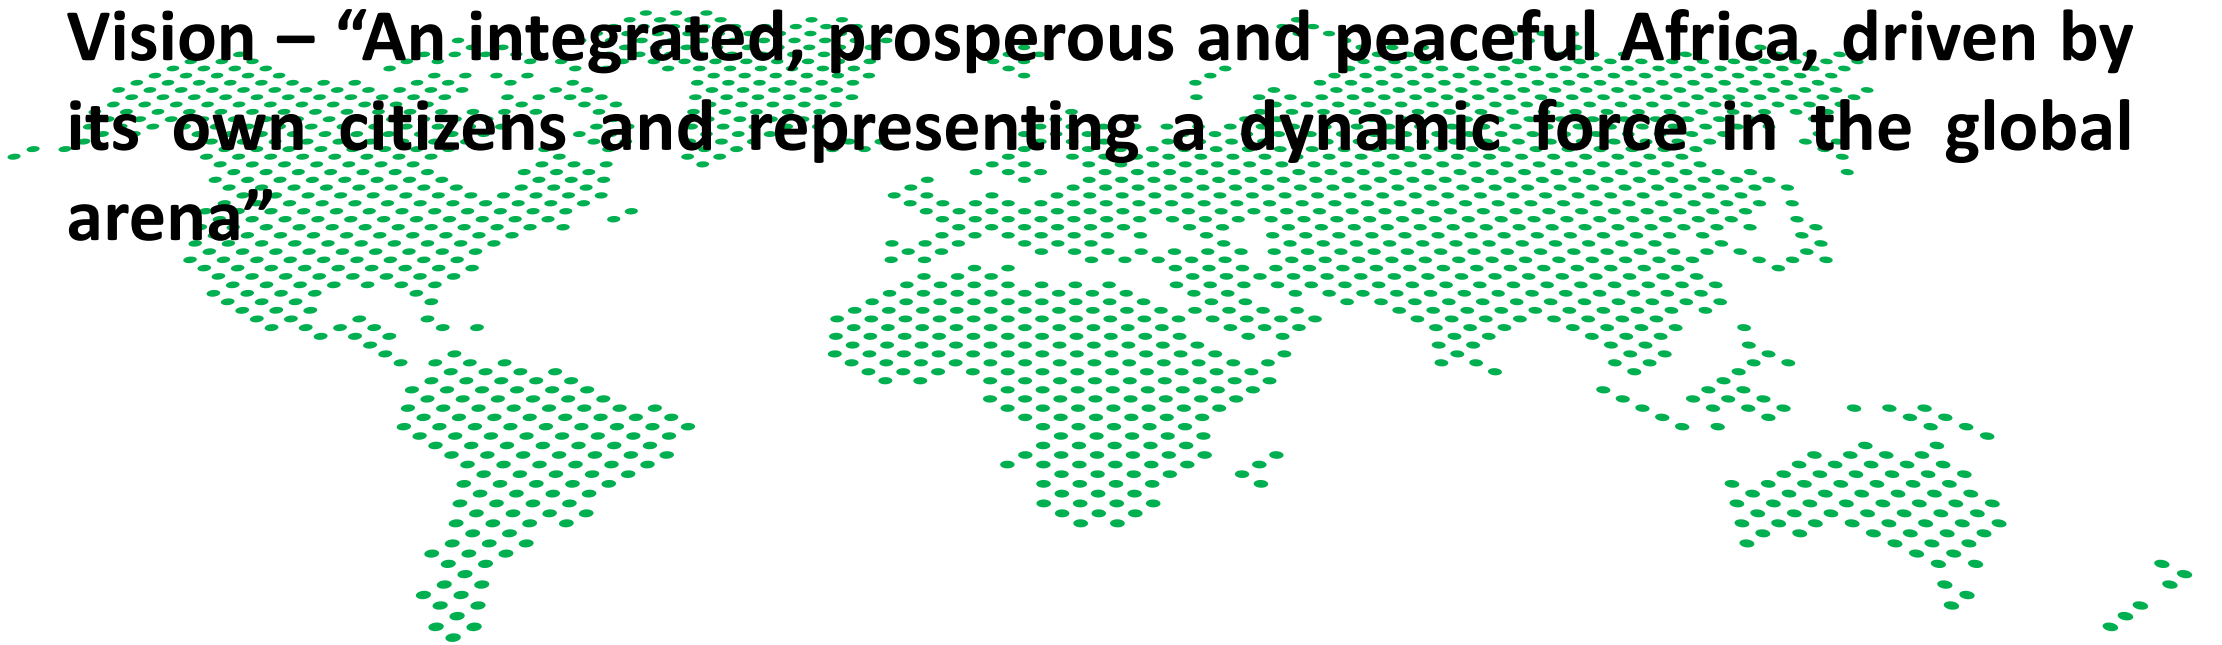 Vision – “An integrated, prosperous and peaceful Africa, driven by
its own citizens and representing a dynamic force in the global
arena”